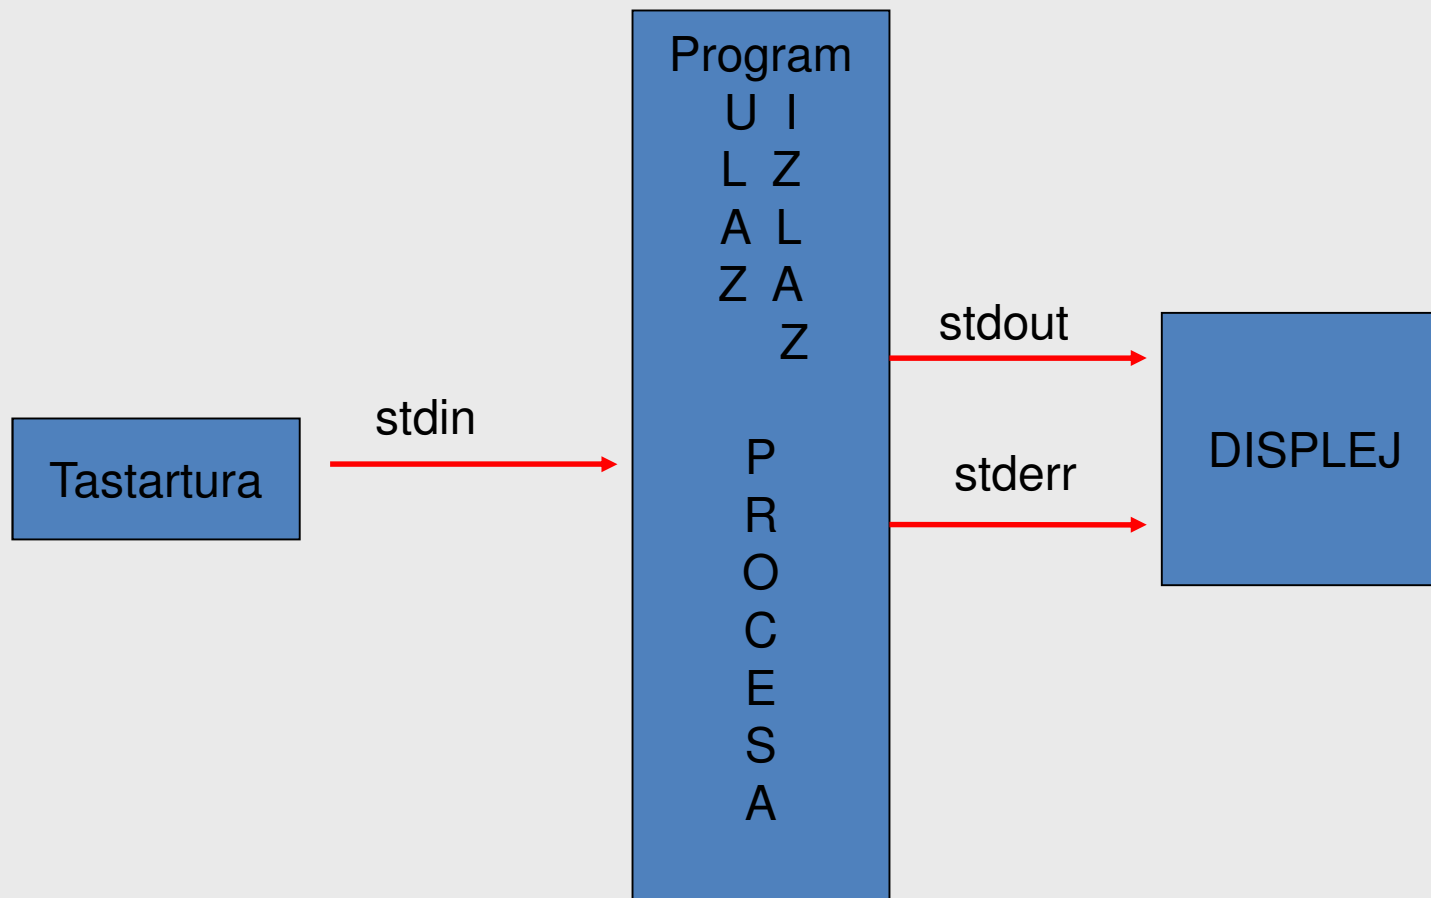 Program
U I
L Z
A L
Z A
Z
P
R
O
C
E
S
A
Tastartura
stdin
stdout
stderr
DISPLEJ